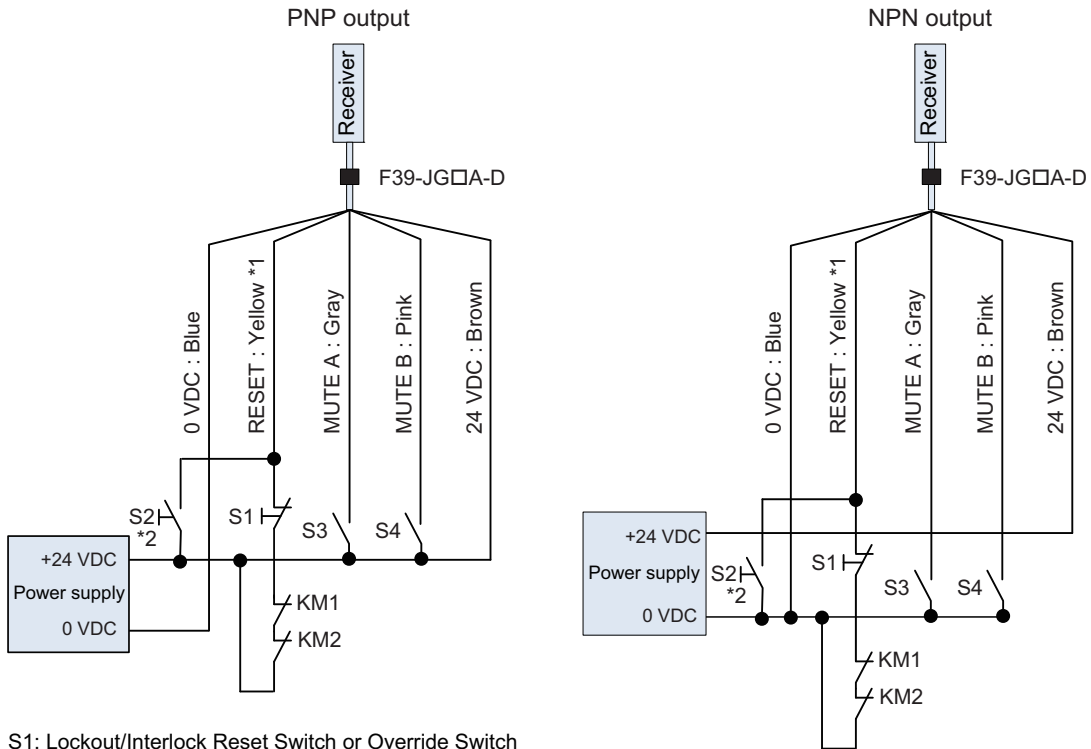 PNP output
Receiver
F39-JG□A-D
0 VDC : Blue
RESET : Yellow *1
MUTE A : Gray
MUTE B : Pink
24 VDC : Brown
S2
*2
S1
S3
S4
+24 VDC
Power supply
0 VDC
KM1
KM2
NPN output
Receiver
F39-JG□A-D
0 VDC : Blue
RESET : Yellow *1
MUTE A : Gray
MUTE B : Pink
24 VDC : Brown
+24 VDC
Power supply
0 VDC
S2
*2
S1
S3
S4
KM1
KM2
S1: Lockout/Interlock Reset Switch or Override Switch